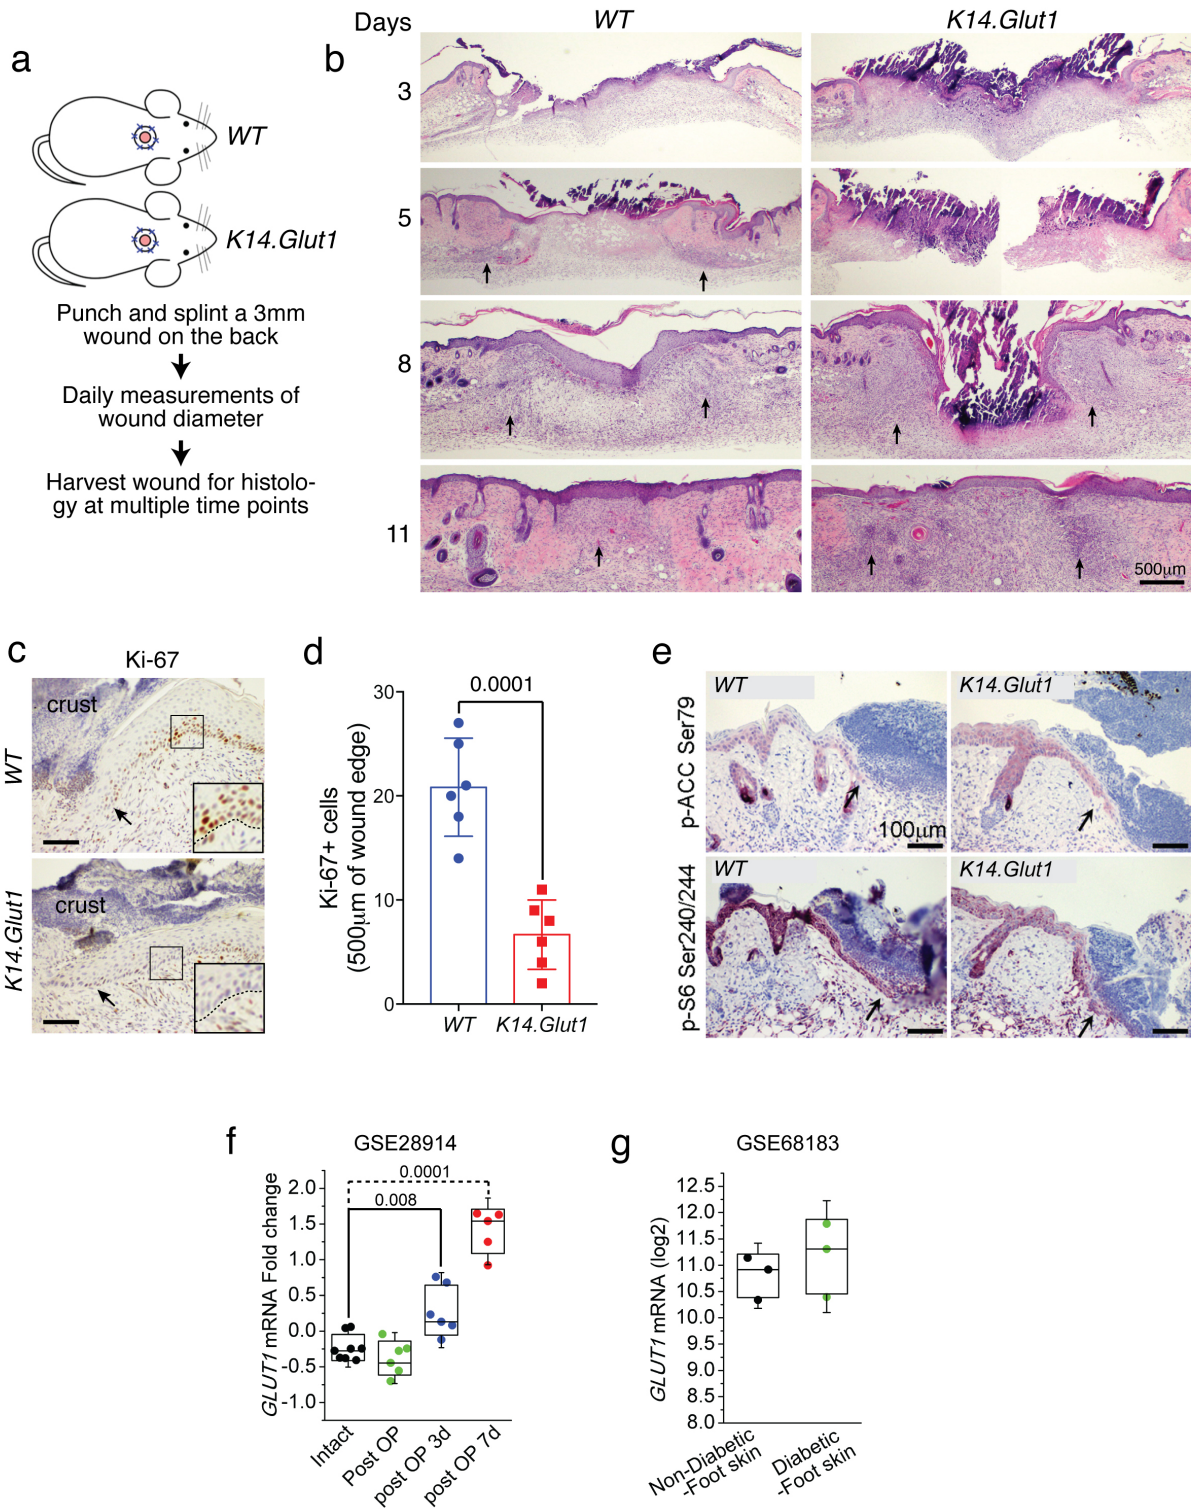 a
WT
K14.Glut1
Punch and splint a 3mm
wound on the back
Daily measurements of
wound diameter
Harvest wound for histolo-
gy at multiple time points
b
Days
WT
K14.Glut1
3
5
8
11
500µm
c
Ki-67
WT
crust
K14.Glut1
crust
d
0.0001
Ki-67+ cells
(500µm of wound edge)
30
20
10
0
WT
K14.Glut1
e
p-ACC Ser79
WT
100µm
K14.Glut1
p-S6 Ser240/244
WT
K14.Glut1
f
GSE28914
GLUT1 mRNA Fold change
0.0001
0.008
2.0
1.5
1.0
0.5
0.0
-0.5
-1.0
Intact
Post OP
post OP 3d
post OP 7d
g
GSE68183
GLUT1 mRNA (log2)
12.5
12.0
11.5
11.0
10.5
10.0
9.5
9.0
8.5
8.0
Non-Diabetic
-Foot skin
Diabetic
-Foot skin